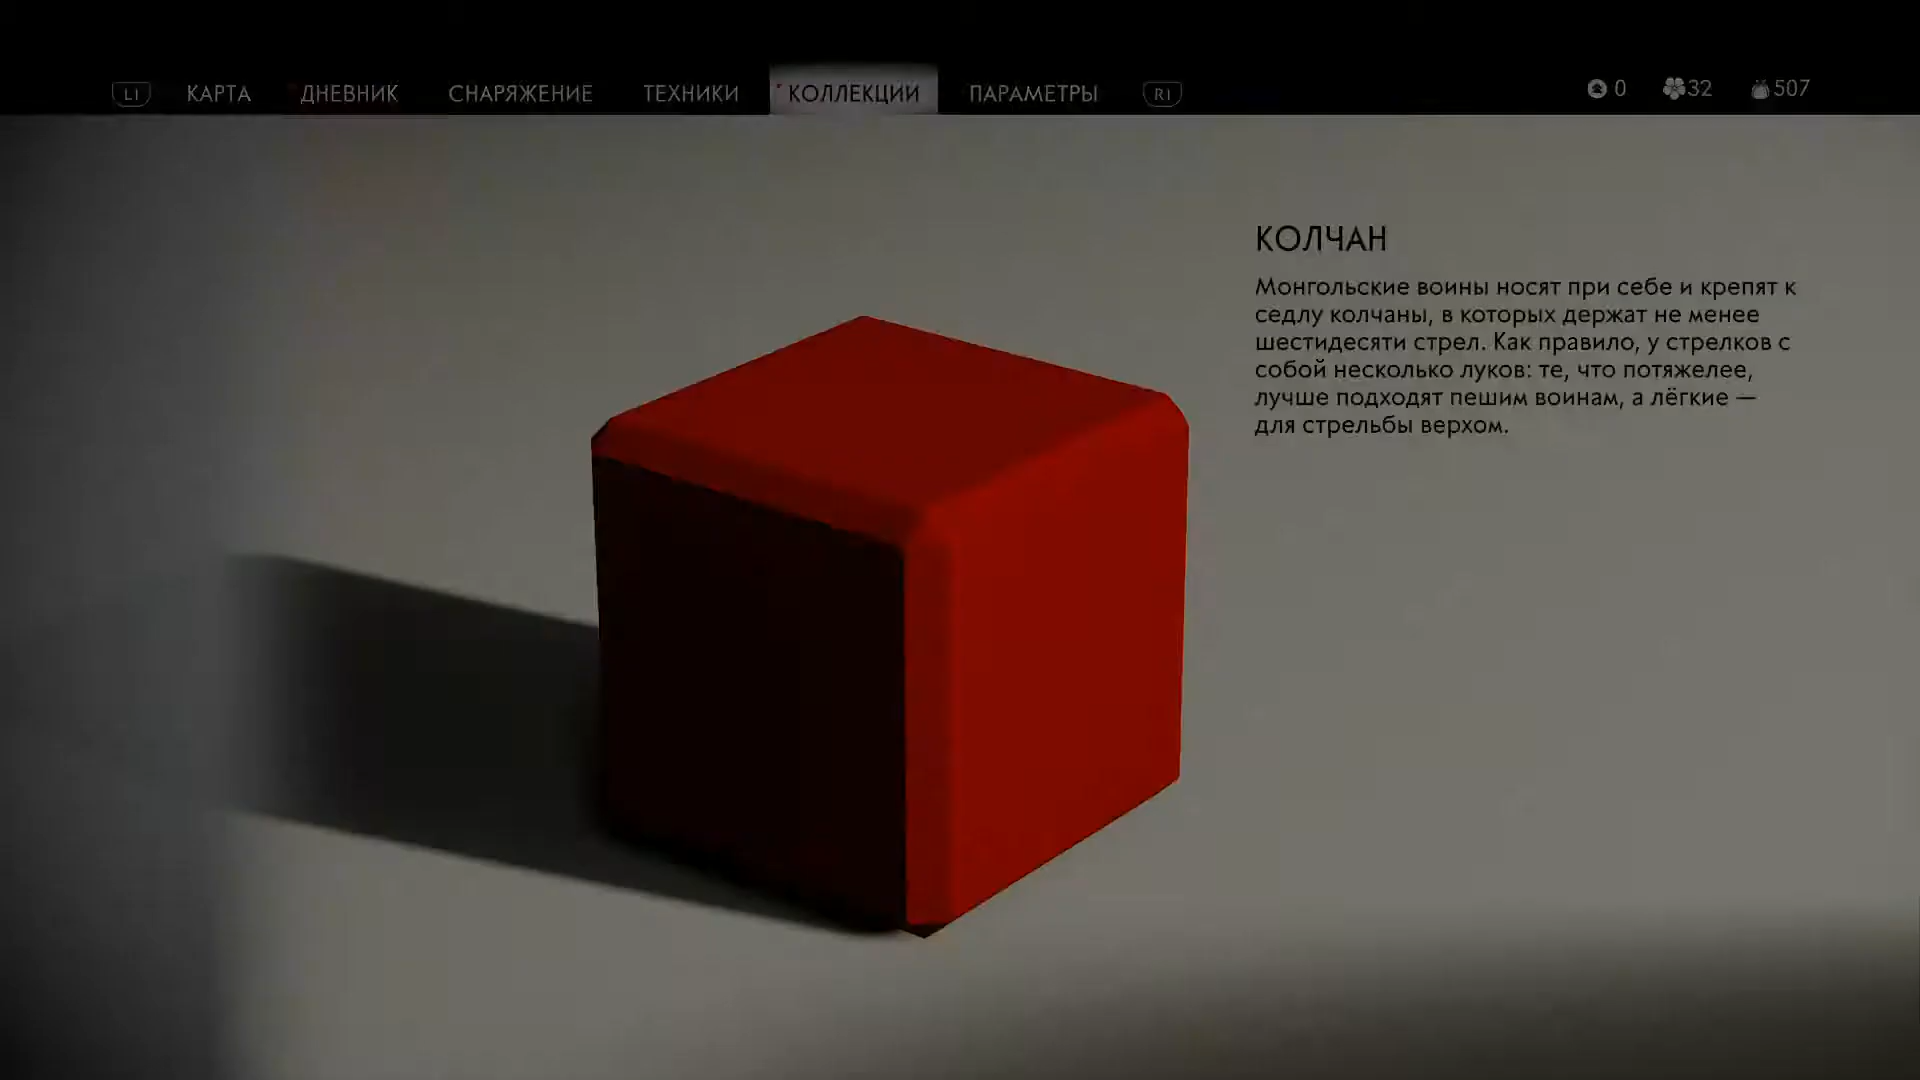 L1 КАРТА ДНЕВНИК СНАРЯЖЕНИЕ ТЕХНИКИ КОЛЛЕКЦИИ ПАРАМЕТРЫ R1 0 32 507
КОЛЧАН
Монгольские воины носят при себе и крепят к
седлу колчаны, в которых держат не менее
шестидесяти стрел. Как правило, у стрелков с
собой несколько луков: те, что потяжелее,
лучше подходят пешим воинам, а лёгкие —
для стрельбы верхом.